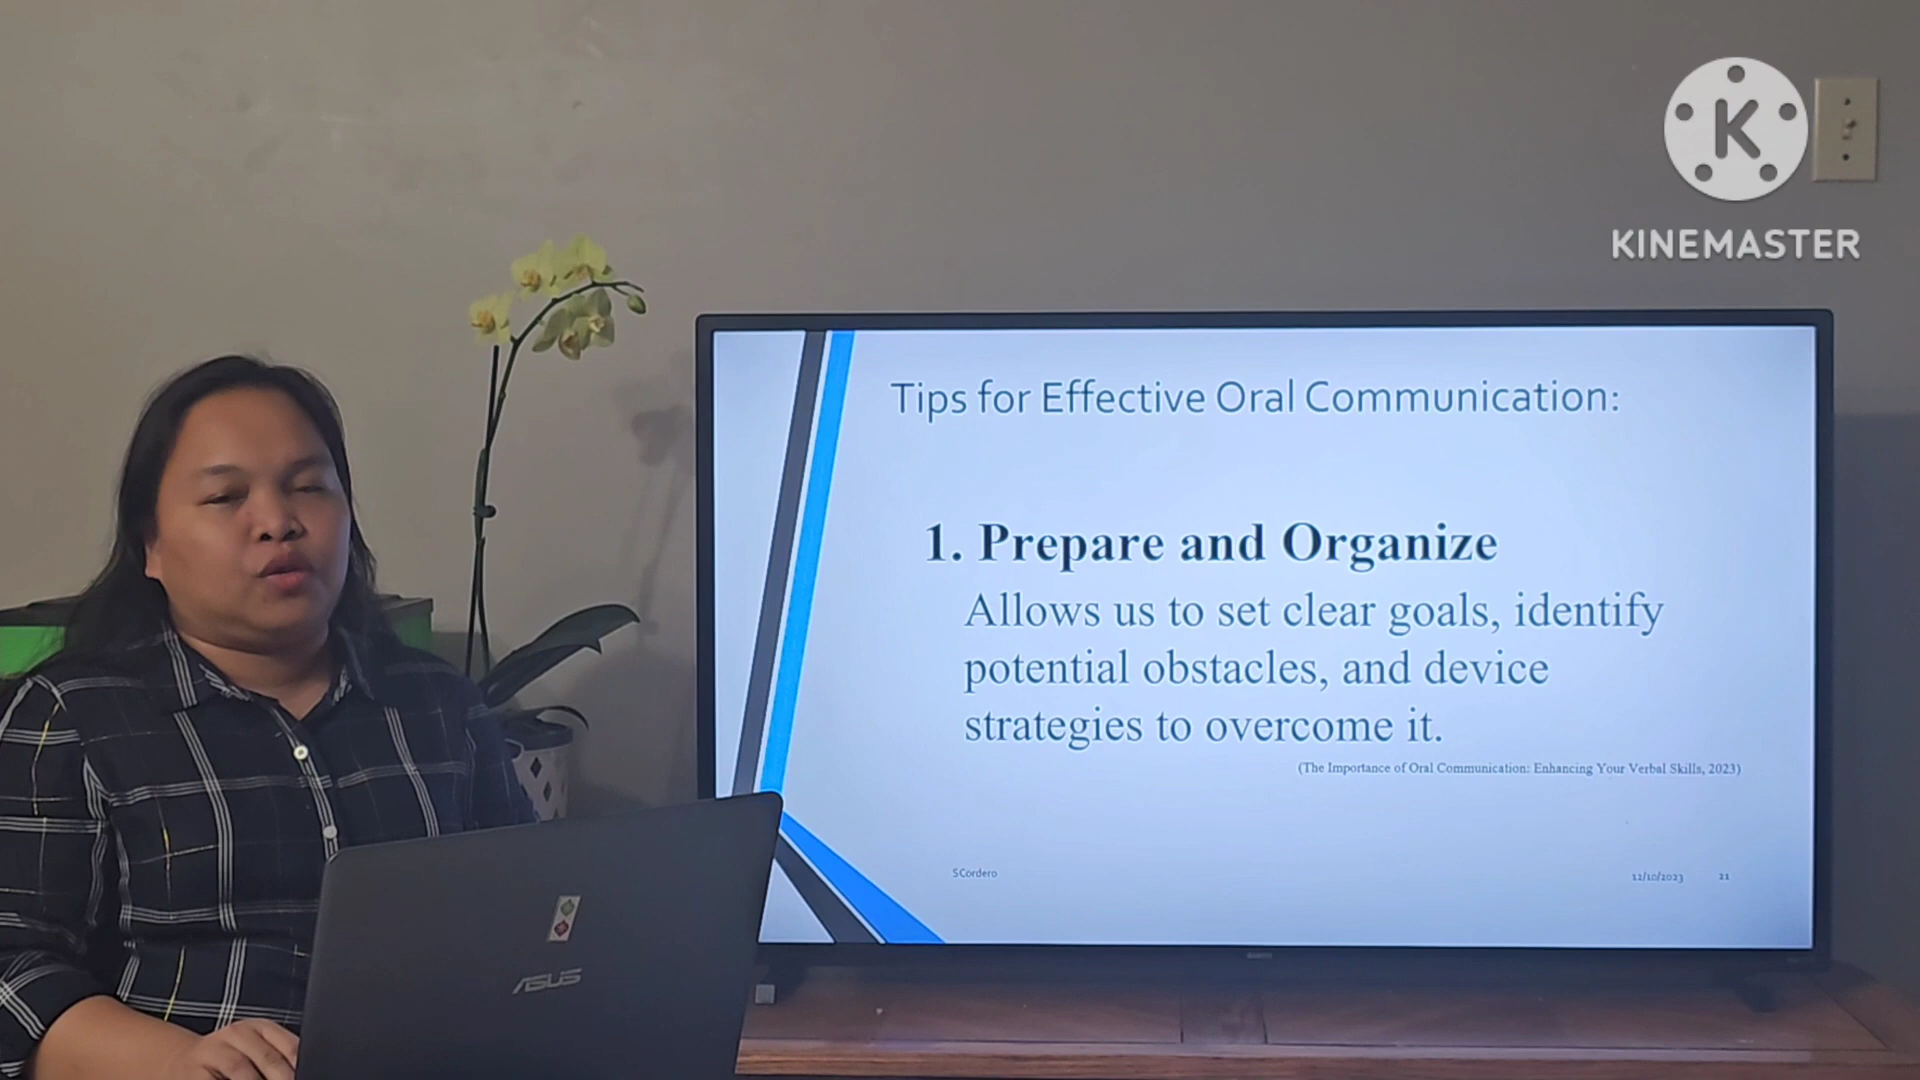 K
KINEMASTER
Tips for Effective Oral Communication:
1. Prepare and Organize
Allows us to set clear goals, identify
potential obstacles, and device
strategies to overcome it.
(The Importance of Oral Communication: Enhancing Your Verbal Skills, 2023)
SCordero
12/10/2023
21
ASUS